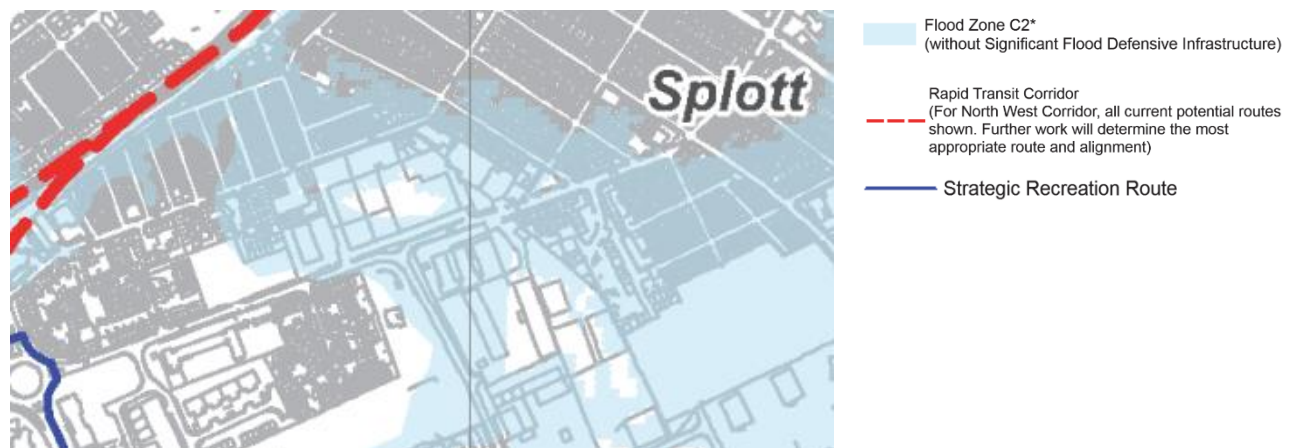 Splott
Flood Zone C2*
(without Significant Flood Defensive Infrastructure)
Rapid Transit Corridor
(For North West Corridor, all current potential routes
shown. Further work will determine the most
appropriate route and alignment)
Strategic Recreation Route